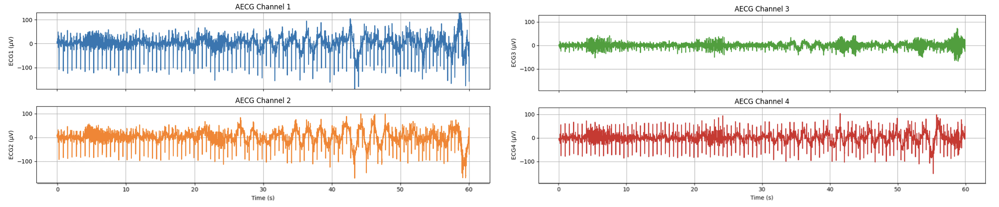 AECG Channel 1
100
0
−100
ECG1 (µV)
AECG Channel 2
100
0
−100
ECG2 (µV)
0 10 20 30 40 50 60
Time (s)
AECG Channel 3
100
0
−100
ECG3 (µV)
AECG Channel 4
100
0
−100
ECG4 (µV)
0 10 20 30 40 50 60
Time (s)